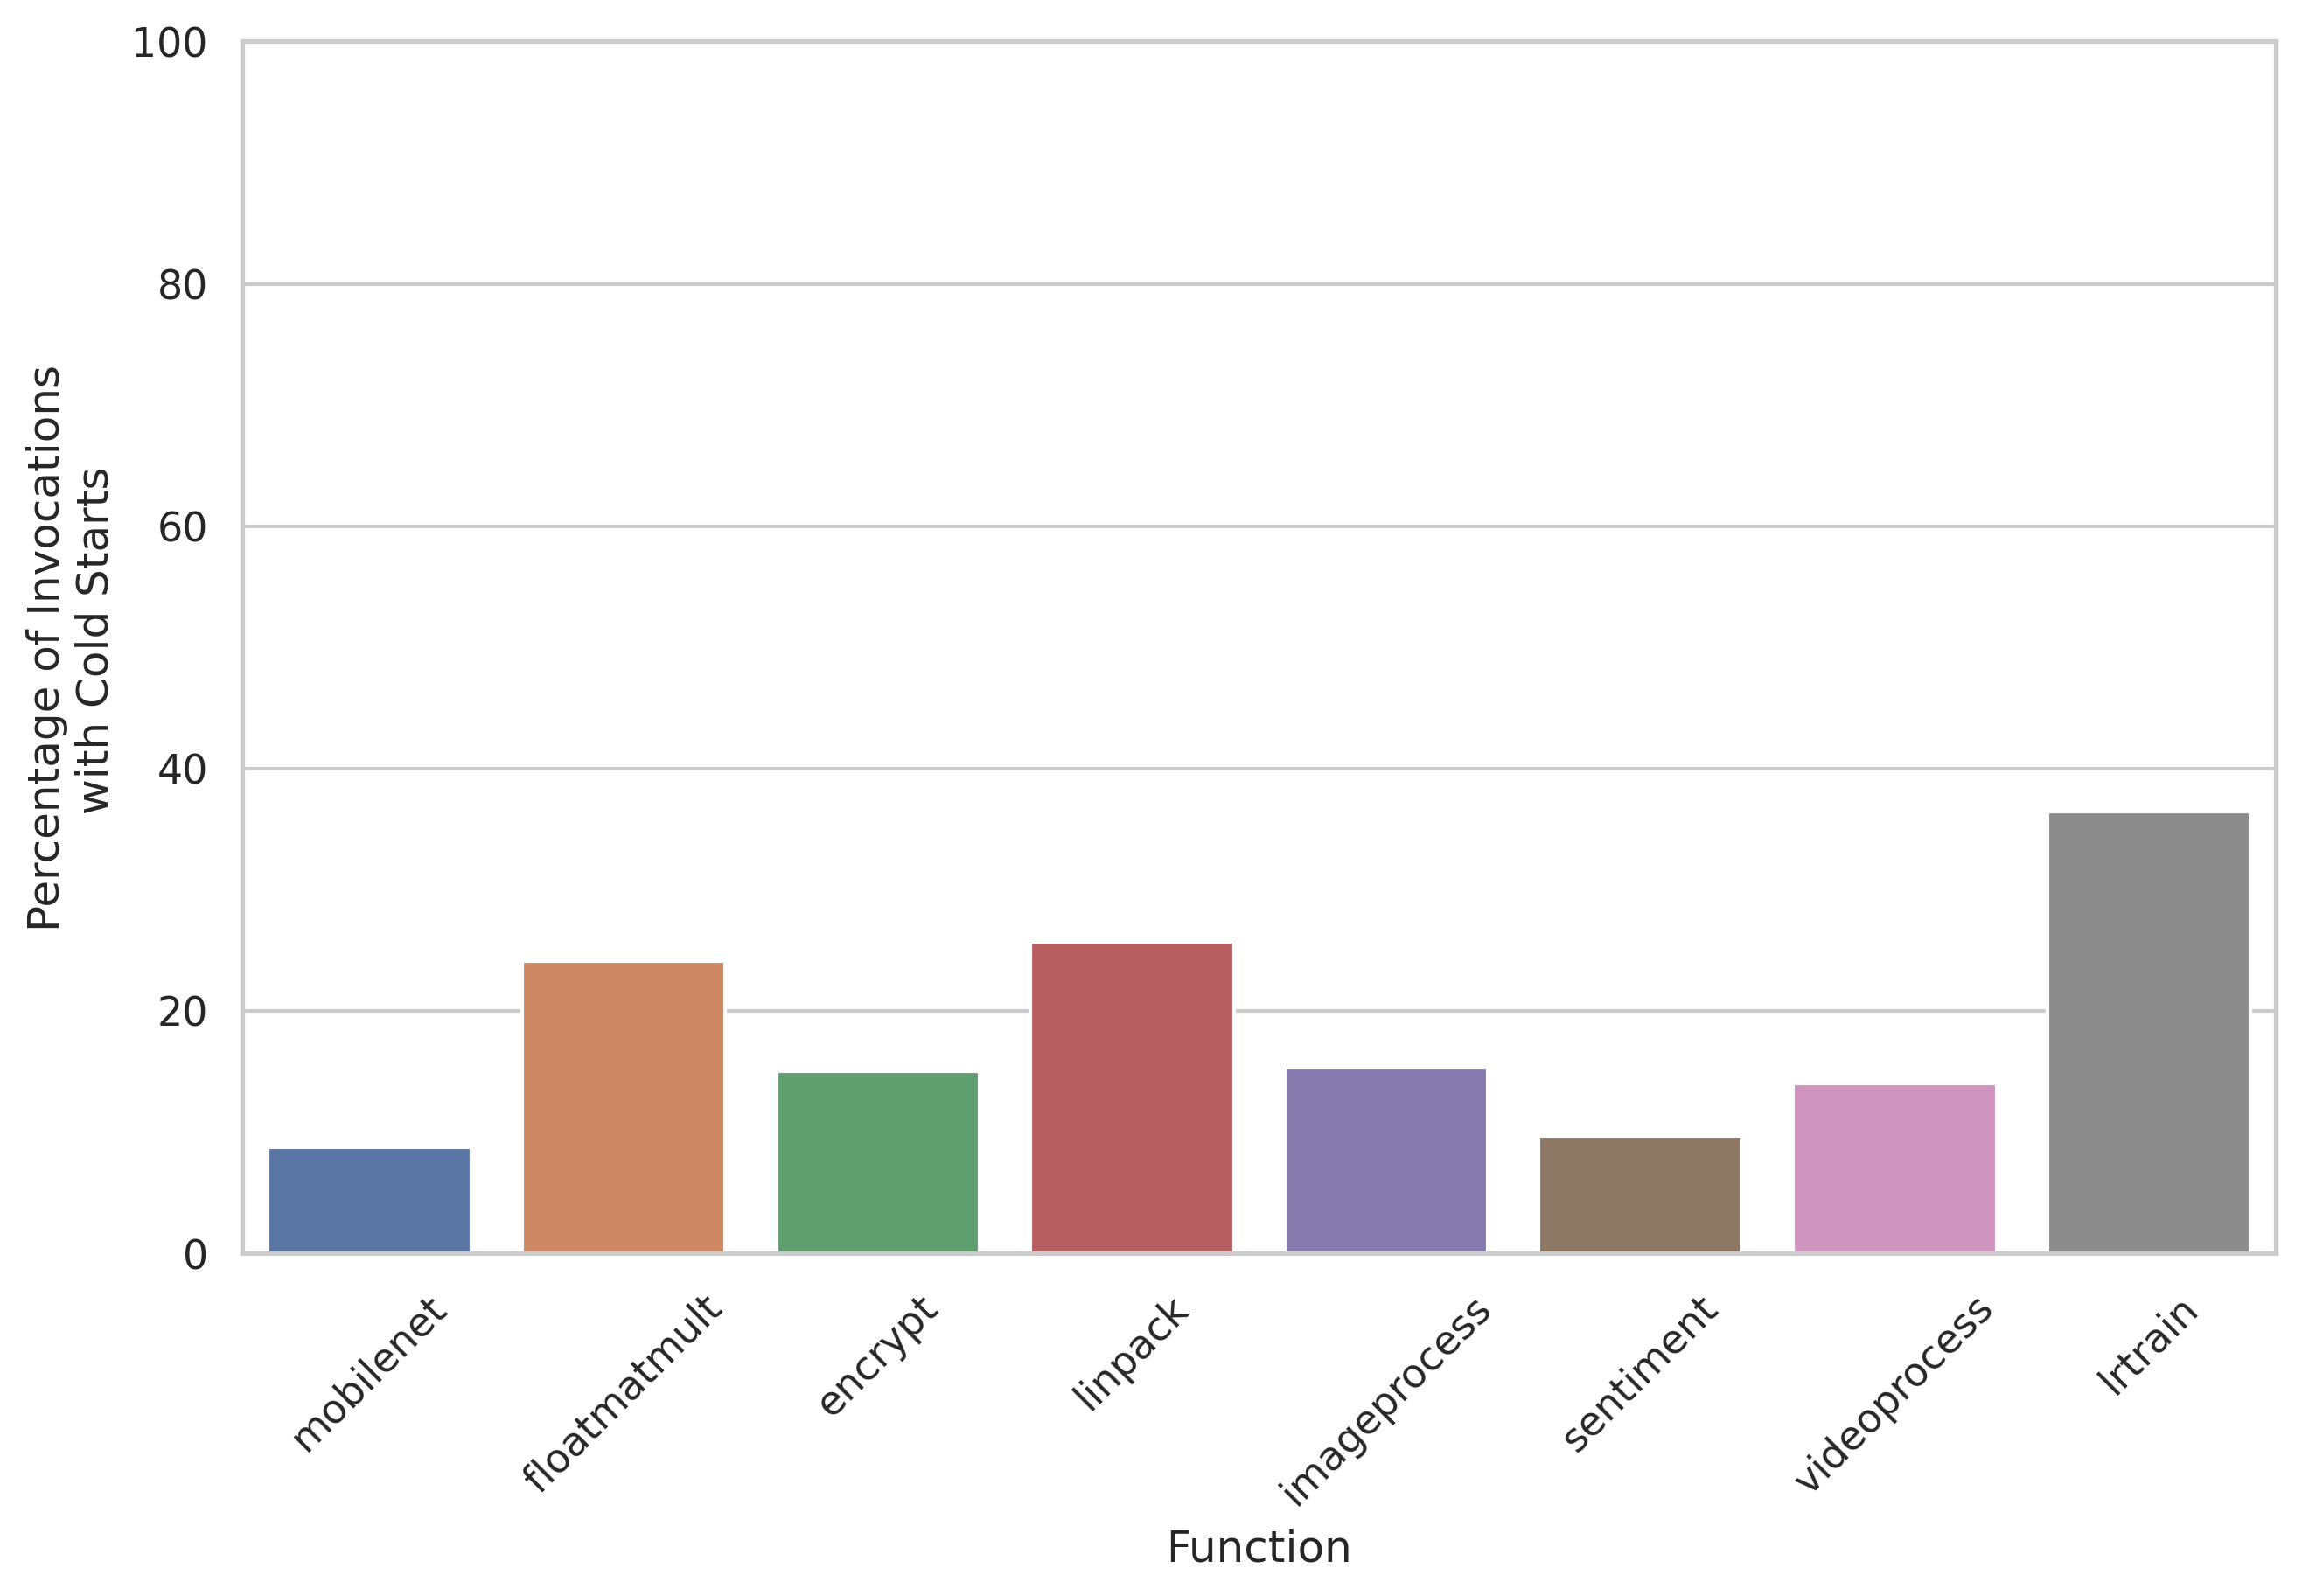 Percentage of Invocations
with Cold Starts
100
80
60
40
20
0
mobilenet
floatmatmult
encrypt
linpack
imageprocess
sentiment
videoprocess
lrtrain
Function